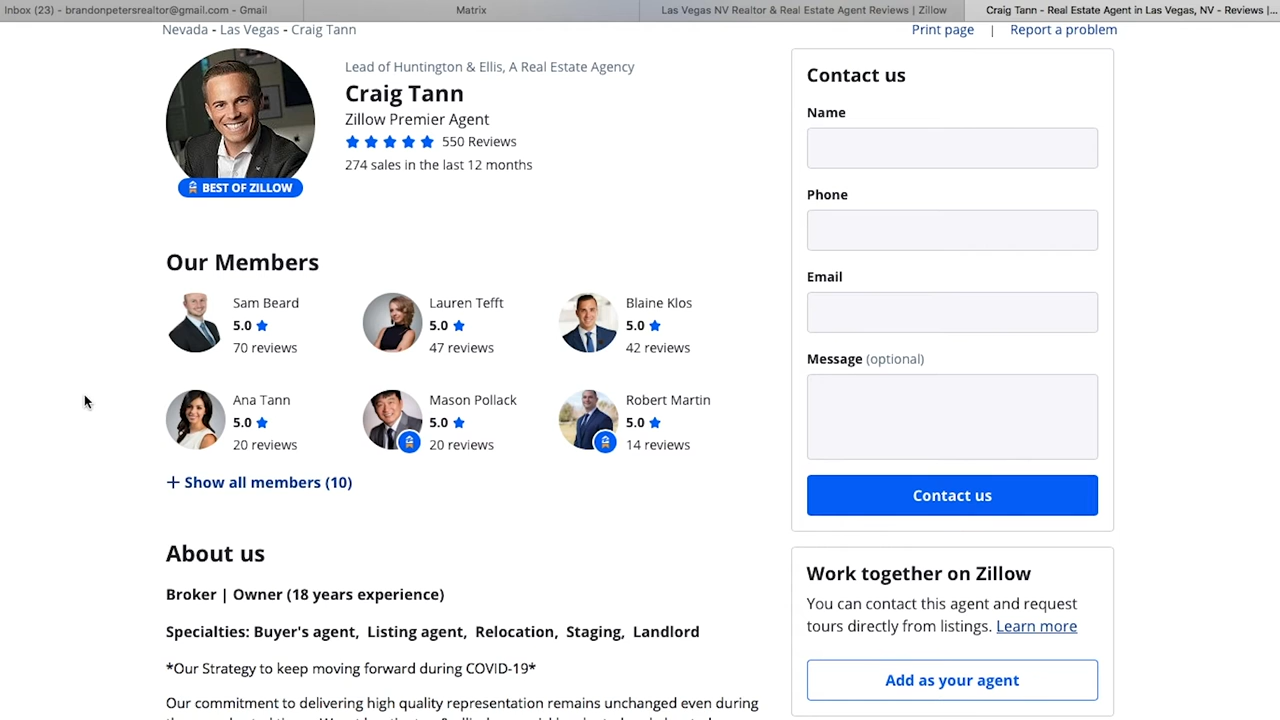 Inbox (23) - brandonpetersrealtor@gmail.com - Gmail
Matrix
Las Vegas NV Realtor & Real Estate Agent Reviews | Zillow
Craig Tann - Real Estate Agent in Las Vegas, NV - Reviews |...
Nevada - Las Vegas - Craig Tann
Print page | Report a problem
Lead of Huntington & Ellis, A Real Estate Agency
Craig Tann
Zillow Premier Agent
550 Reviews
274 sales in the last 12 months
BEST OF ZILLOW
Our Members
Sam Beard
5.0
70 reviews
Lauren Tefft
5.0
47 reviews
Blaine Klos
5.0
42 reviews
Ana Tann
5.0
20 reviews
Mason Pollack
5.0
20 reviews
Robert Martin
5.0
14 reviews
+ Show all members (10)
About us
Broker | Owner (18 years experience)
Specialties: Buyer's agent, Listing agent, Relocation, Staging, Landlord
*Our Strategy to keep moving forward during COVID-19*
Our commitment to delivering high quality representation remains unchanged even during
Contact us
Name
Phone
Email
Message (optional)
Contact us
Work together on Zillow
You can contact this agent and request
tours directly from listings. Learn more
Add as your agent